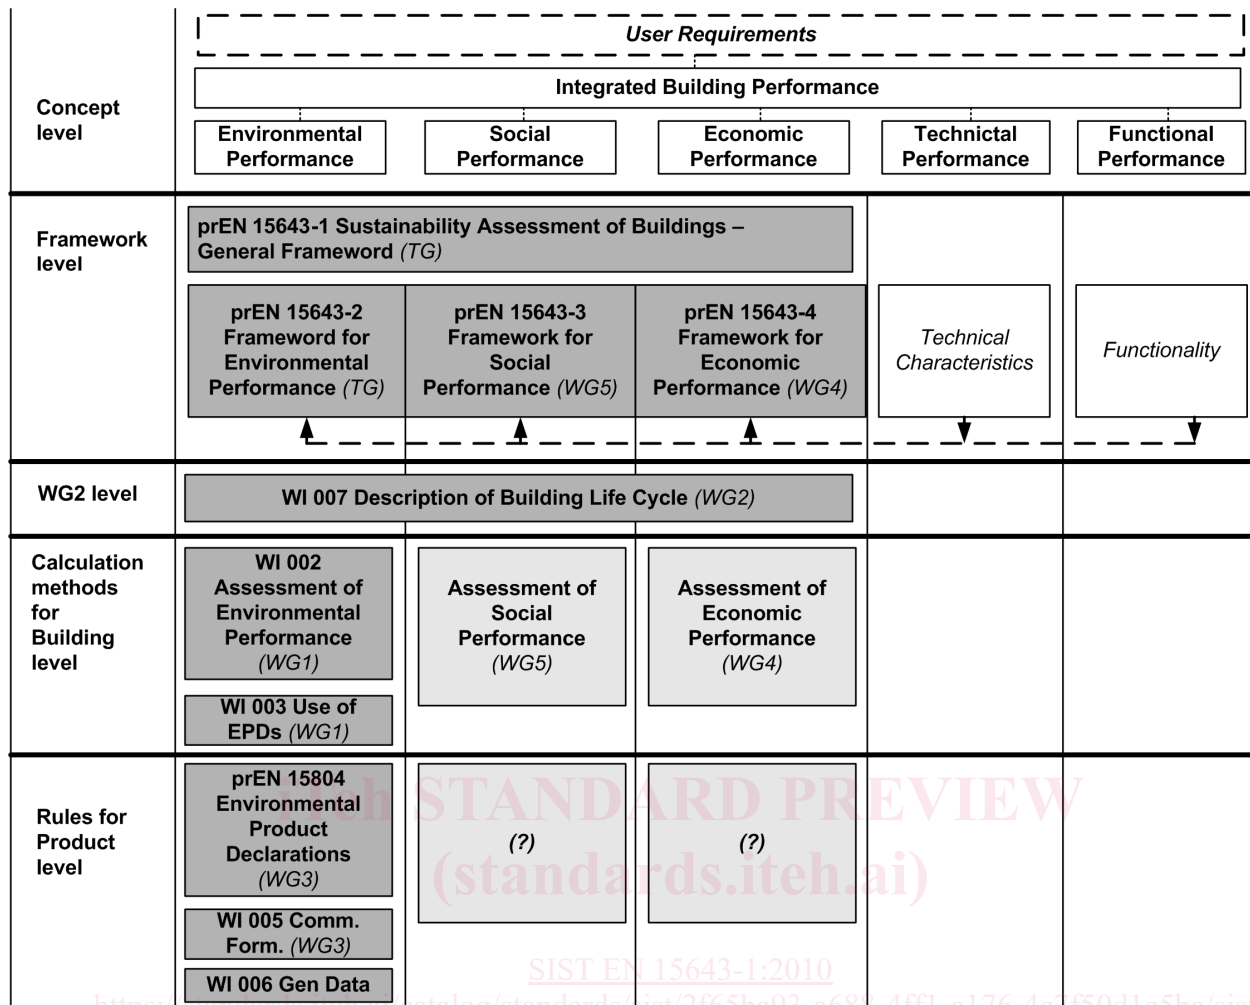 User Requirements
Integrated Building Performance
Concept
level
Environmental
Performance
Social
Performance
Economic
Performance
Technictal
Performance
Functional
Performance
Framework
level
prEN 15643-1 Sustainability Assessment of Buildings –
General Frameword (TG)
prEN 15643-2
Frameword for
Environmental
Performance (TG)
prEN 15643-3
Framework for
Social
Performance (WG5)
prEN 15643-4
Framework for
Economic
Performance (WG4)
Technical
Characteristics
Functionality
WG2 level
WI 007 Description of Building Life Cycle (WG2)
Calculation
methods
for
Building
level
WI 002
Assessment of
Environmental
Performance
(WG1)
Assessment of
Social
Performance
(WG5)
Assessment of
Economic
Performance
(WG4)
WI 003 Use of
EPDs (WG1)
Rules for
Product
level
prEN 15804
Environmental
Product
Declarations
(WG3)
(?)
(?)
WI 005 Comm.
Form. (WG3)
WI 006 Gen Data
iTeh STANDARD PREVIEW
(standards.iteh.ai)
SIST EN 15643-1:2010